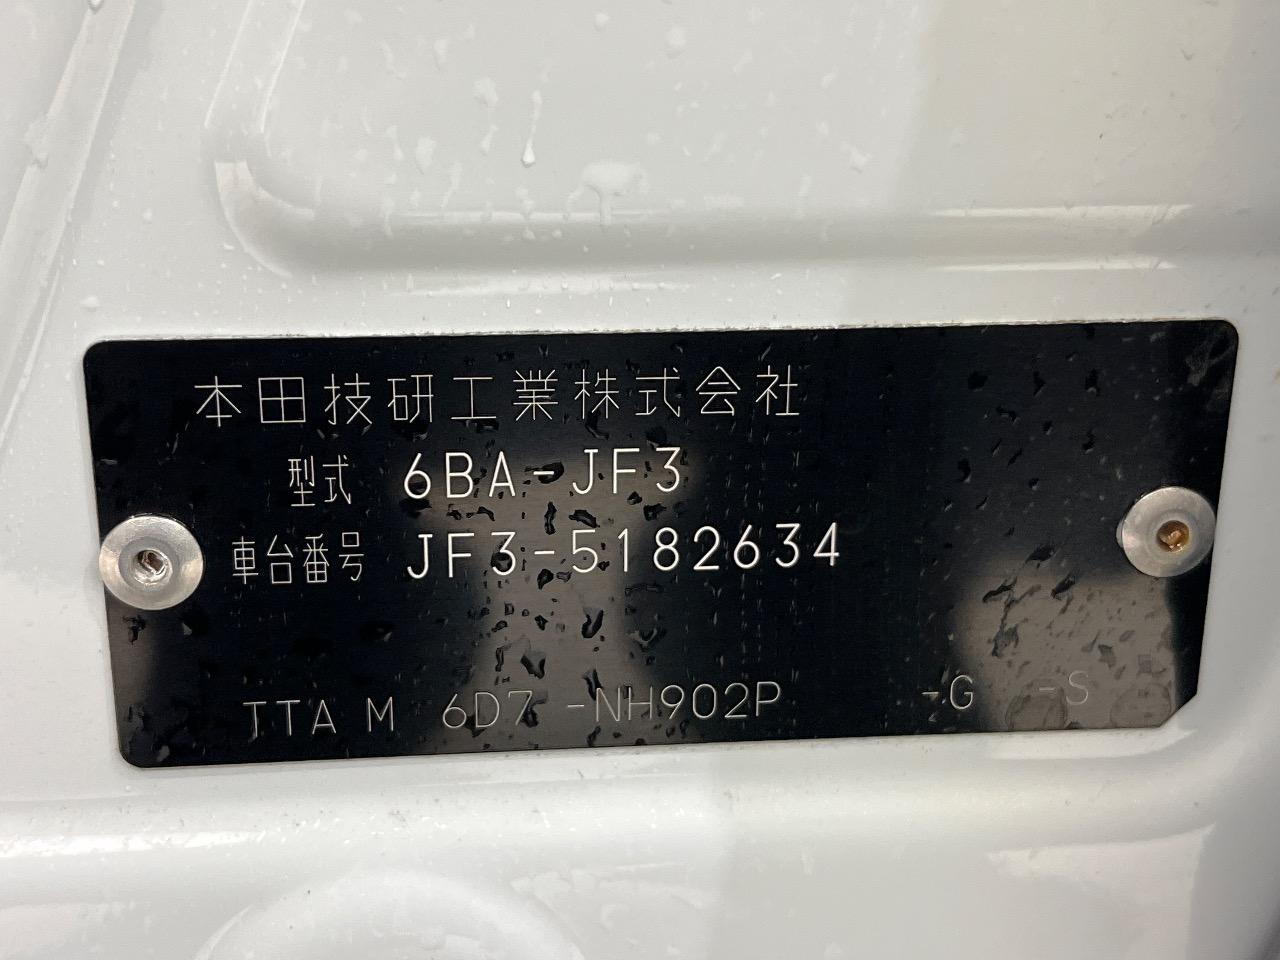 本田技研工業株式会社
型式 6BA-JF3
車台番号 JF3-5182634
TTA M 6D7 -NH902P -G -S